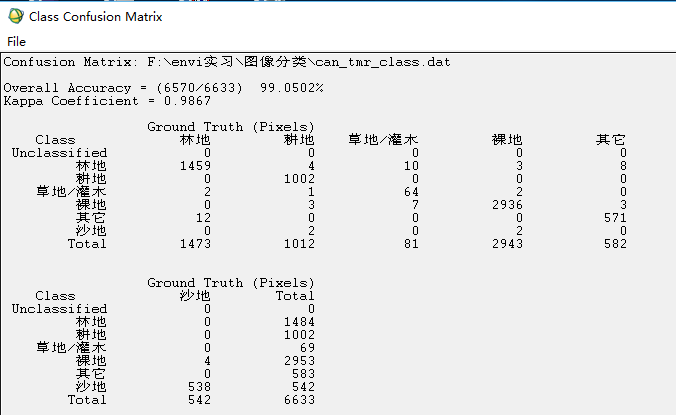 Class Confusion Matrix
File
Confusion Matrix: F:\envi实习\图像分类\can_tmr_class.dat
Overall Accuracy = (6570/6633) 99.0502%
Kappa Coefficient = 0.9867
Ground Truth (Pixels)
Class 林地 耕地 草地/灌木 裸地 其它
Unclassified 0 0 0 0 0
林地 1459 4 10 3 8
耕地 0 1002 0 0 0
草地/灌木 2 1 64 2 0
裸地 0 3 7 2936 3
其它 12 0 0 0 571
沙地 0 2 0 2 0
Total 1473 1012 81 2943 582
Ground Truth (Pixels)
Class 沙地 Total
Unclassified 0 0
林地 0 1484
耕地 0 1002
草地/灌木 0 69
裸地 4 2953
其它 0 583
沙地 538 542
Total 542 6633